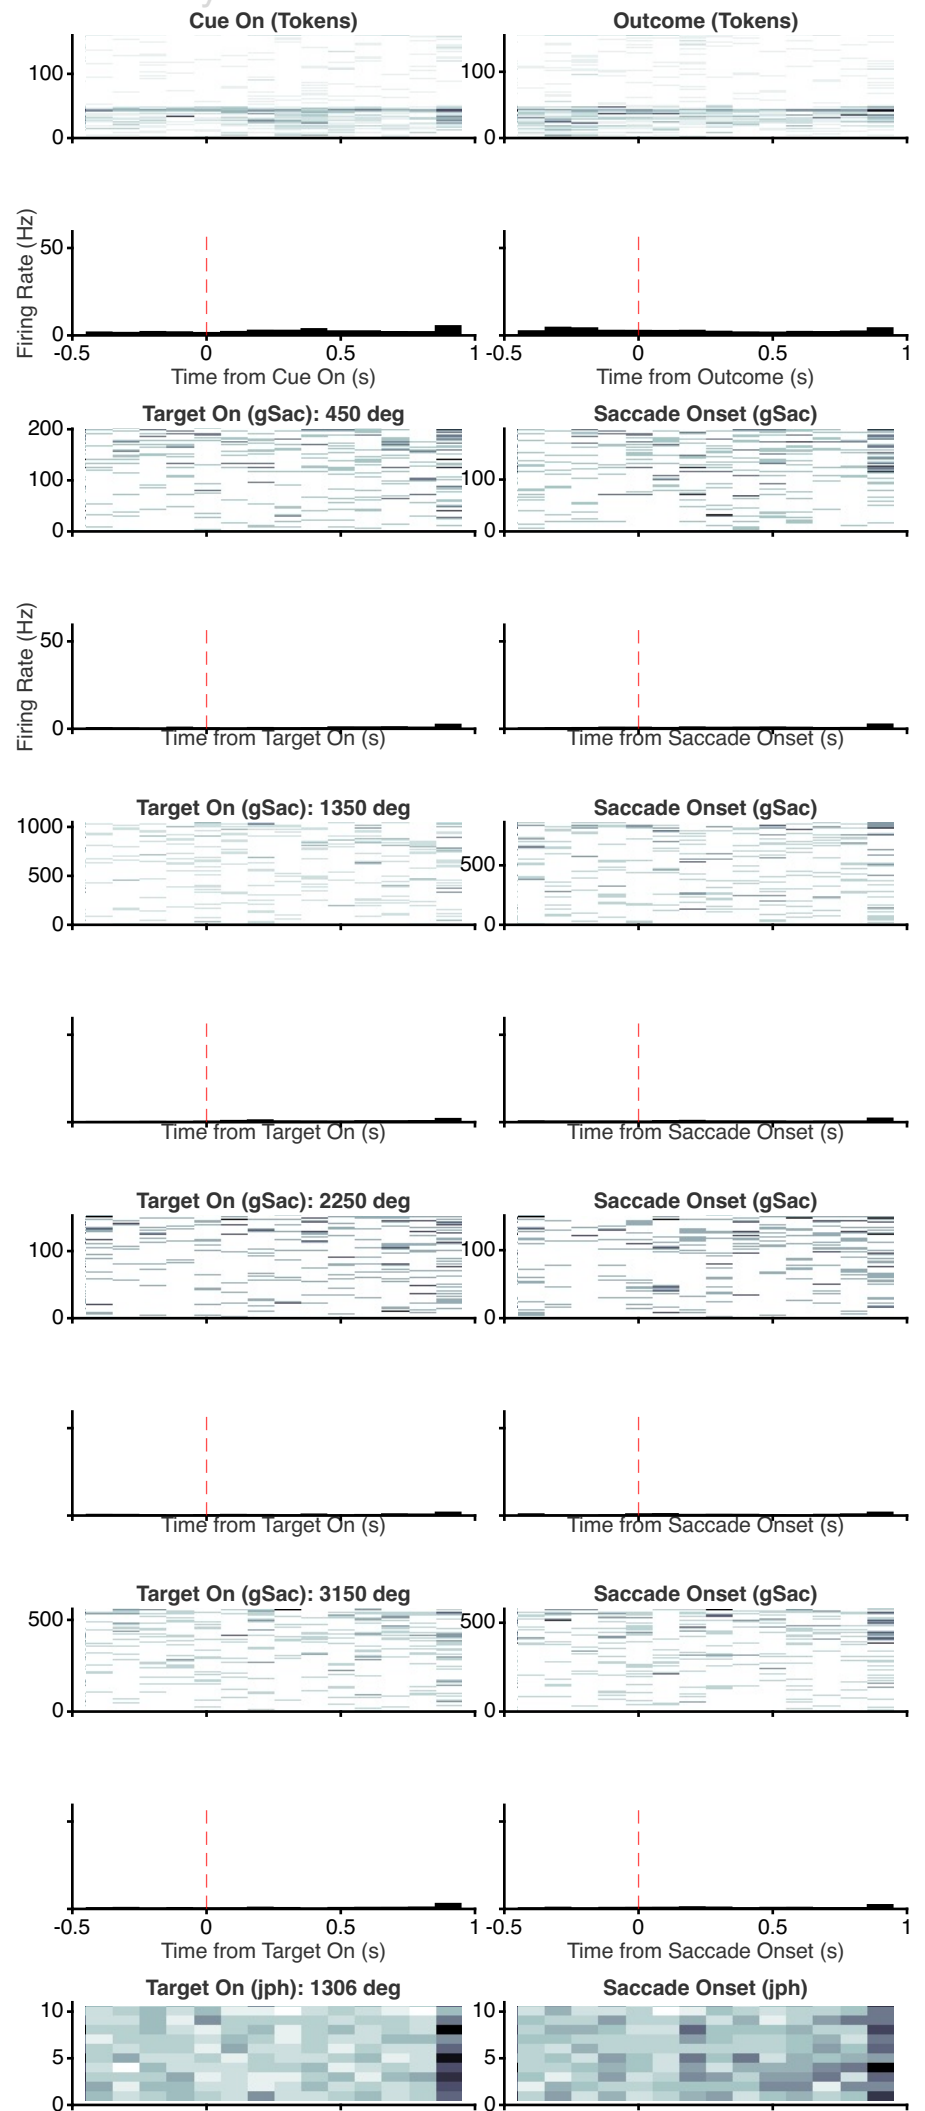 Cue On (Tokens) Outcome (Tokens)
100 100
0 0
Firing Rate (Hz)
50
0
-0.5 0 0.5 1 -0.5 0 0.5 1
Time from Cue On (s) Time from Outcome (s)
Target On (gSac): 450 deg Saccade Onset (gSac)
200
100 100
0 0
Firing Rate (Hz)
50
0
Time from Target On (s) Time from Saccade Onset (s)
Target On (gSac): 1350 deg Saccade Onset (gSac)
1000
500 500
0 0
Time from Target On (s) Time from Saccade Onset (s)
Target On (gSac): 2250 deg Saccade Onset (gSac)
100 100
0 0
Time from Target On (s) Time from Saccade Onset (s)
Target On (gSac): 3150 deg Saccade Onset (gSac)
500 500
0 0
-0.5 0 0.5 1 -0.5 0 0.5 1
Time from Target On (s) Time from Saccade Onset (s)
Target On (jph): 1306 deg Saccade Onset (jph)
10 10
5 5
0 0